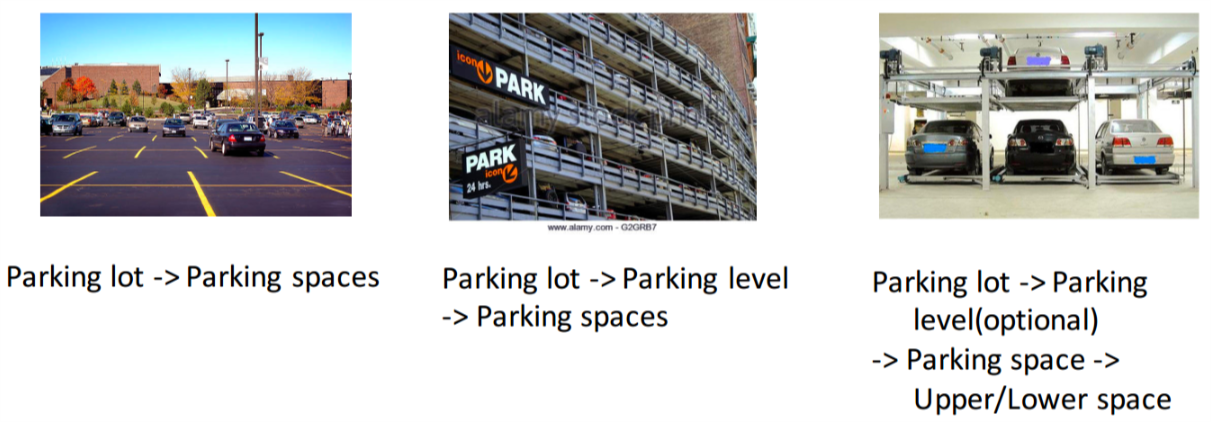 icon PARK
PARK
icon
24 hrs.
alamy stock photo
www.alamy.com - G2GRB7
Parking lot -> Parking spaces
Parking lot -> Parking level
-> Parking spaces
Parking lot -> Parking
level(optional)
-> Parking space ->
Upper/Lower space